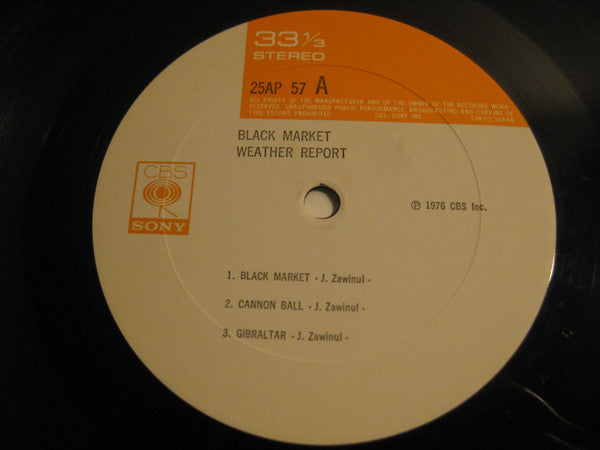 33 1/3
STEREO
25AP 57 A
ALL RIGHTS OF THE MANUFACTURER AND OF THE OWNER OF THE RECORDED WORK
RESERVED. UNAUTHORIZED PUBLIC PERFORMANCE, BROADCASTING AND COPYING OF
THIS RECORD PROHIBITED. CBS/SONY INC. TOKYO JAPAN
BLACK MARKET
WEATHER REPORT
CBS
SONY
℗ 1976 CBS Inc.
1. BLACK MARKET - J. Zawinul -
2. CANNON BALL - J. Zawinul -
3. GIBRALTAR - J. Zawinul -